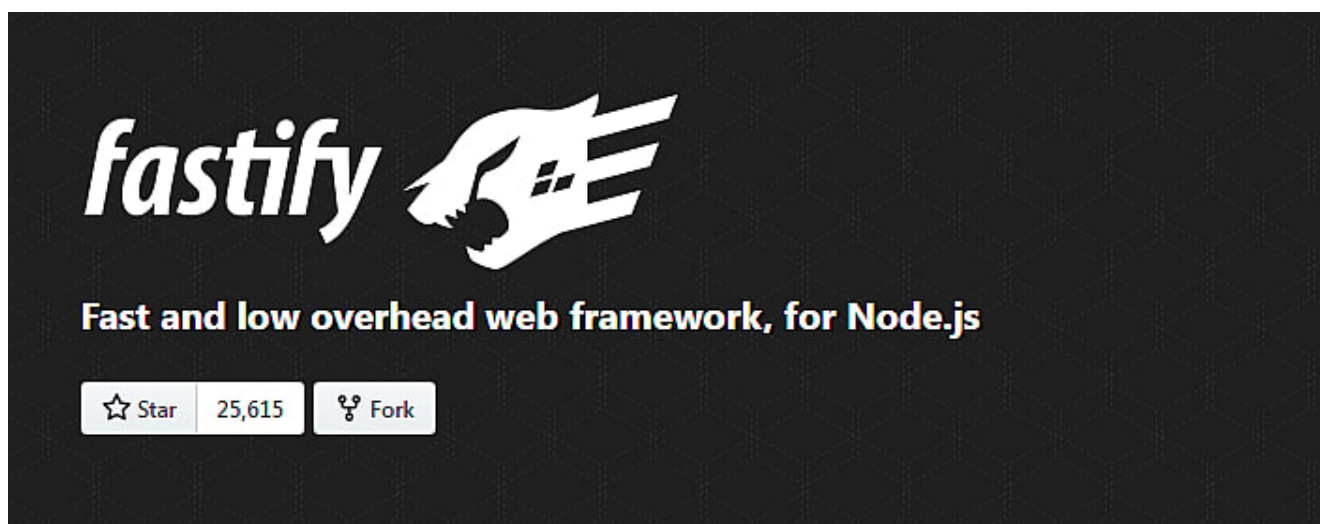 fastify
Fast and low overhead web framework, for Node.js
Star 25,615 Fork